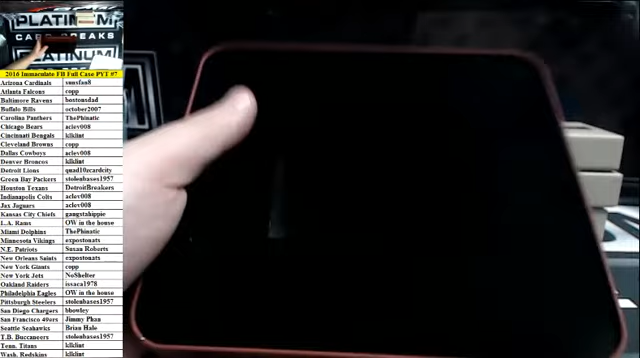 PLATINUM
CARD BREAKS
PLATINUM
2016 Immaculate FB Full Case PYT #7
Arizona Cardinals sunsfan8
Atlanta Falcons copp
Baltimore Ravens bostonsdad
Buffalo Bills october2007
Carolina Panthers ThePhinatic
Chicago Bears aclev008
Cincinnati Bengals klklint
Cleveland Browns copp
Dallas Cowboys aclev008
Denver Broncos klklint
Detroit Lions quad10cardcity
Green Bay Packers stolenbases1957
Houston Texans DetroitBreakers
Indianapolis Colts aclev008
Jax Jaguars aclev008
Kansas City Chiefs gangstahippie
L.A. Rams OW in the house
Miami Dolphins ThePhinatic
Minnesota Vikings expostonats
N.E. Patriots Susan Roberts
New Orleans Saints expostonats
New York Giants copp
New York Jets NoShelter
Oakland Raiders issaca1978
Philadelphia Eagles OW in the house
Pittsburgh Steelers stolenbases1957
San Diego Chargers bbowley
San Francisco 49ers Jimmy Phan
Seattle Seahawks Brian Hale
T.B. Buccaneers stolenbases1957
Tenn. Titans klklint
Wash. Redskins klklint